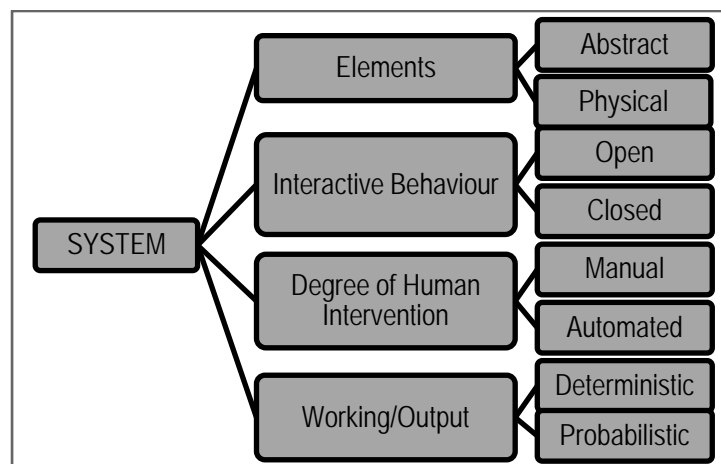 SYSTEM
Elements
Abstract
Physical
Interactive Behaviour
Open
Closed
Degree of Human
Intervention
Manual
Automated
Working/Output
Deterministic
Probabilistic